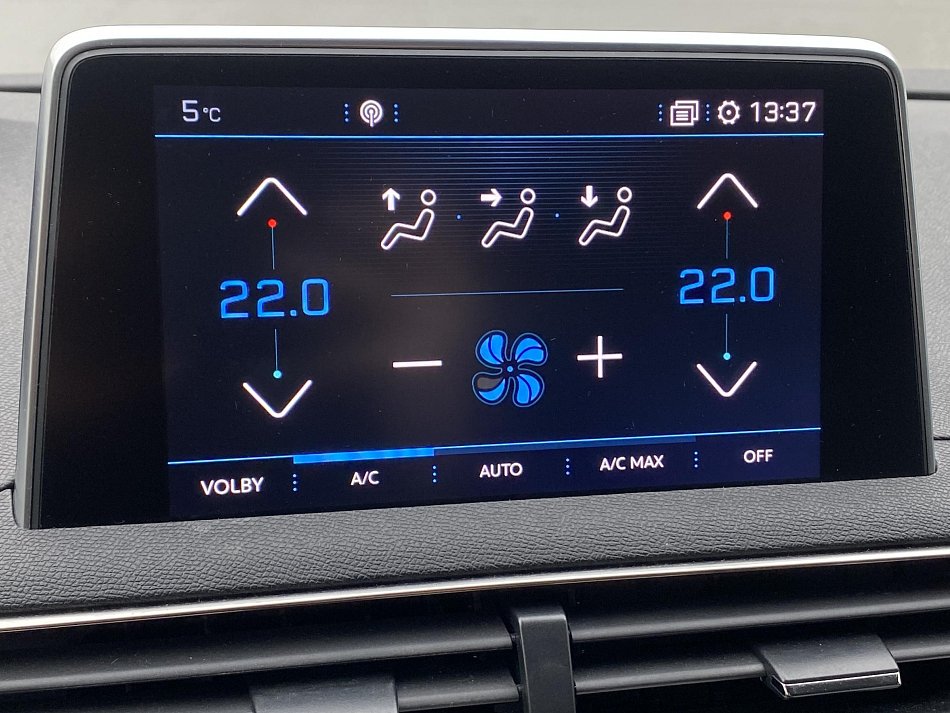 5°C 13:37
22.0 22.0
VOLBY A/C AUTO A/C MAX OFF